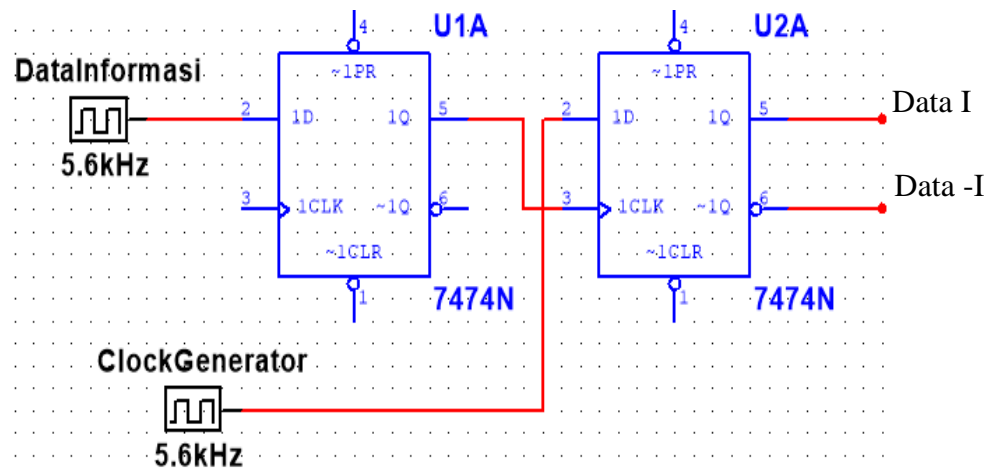 4
U1A
4
U2A
DataInformasi
~1PR
~1PR
2
1D
1Q
5
2
1D
1Q
5
Data I
5.6kHz
3
1CLK
~1Q
6
3
1CLK
~1Q
6
Data -I
~1CLR
~1CLR
1
7474N
1
7474N
ClockGenerator
5.6kHz